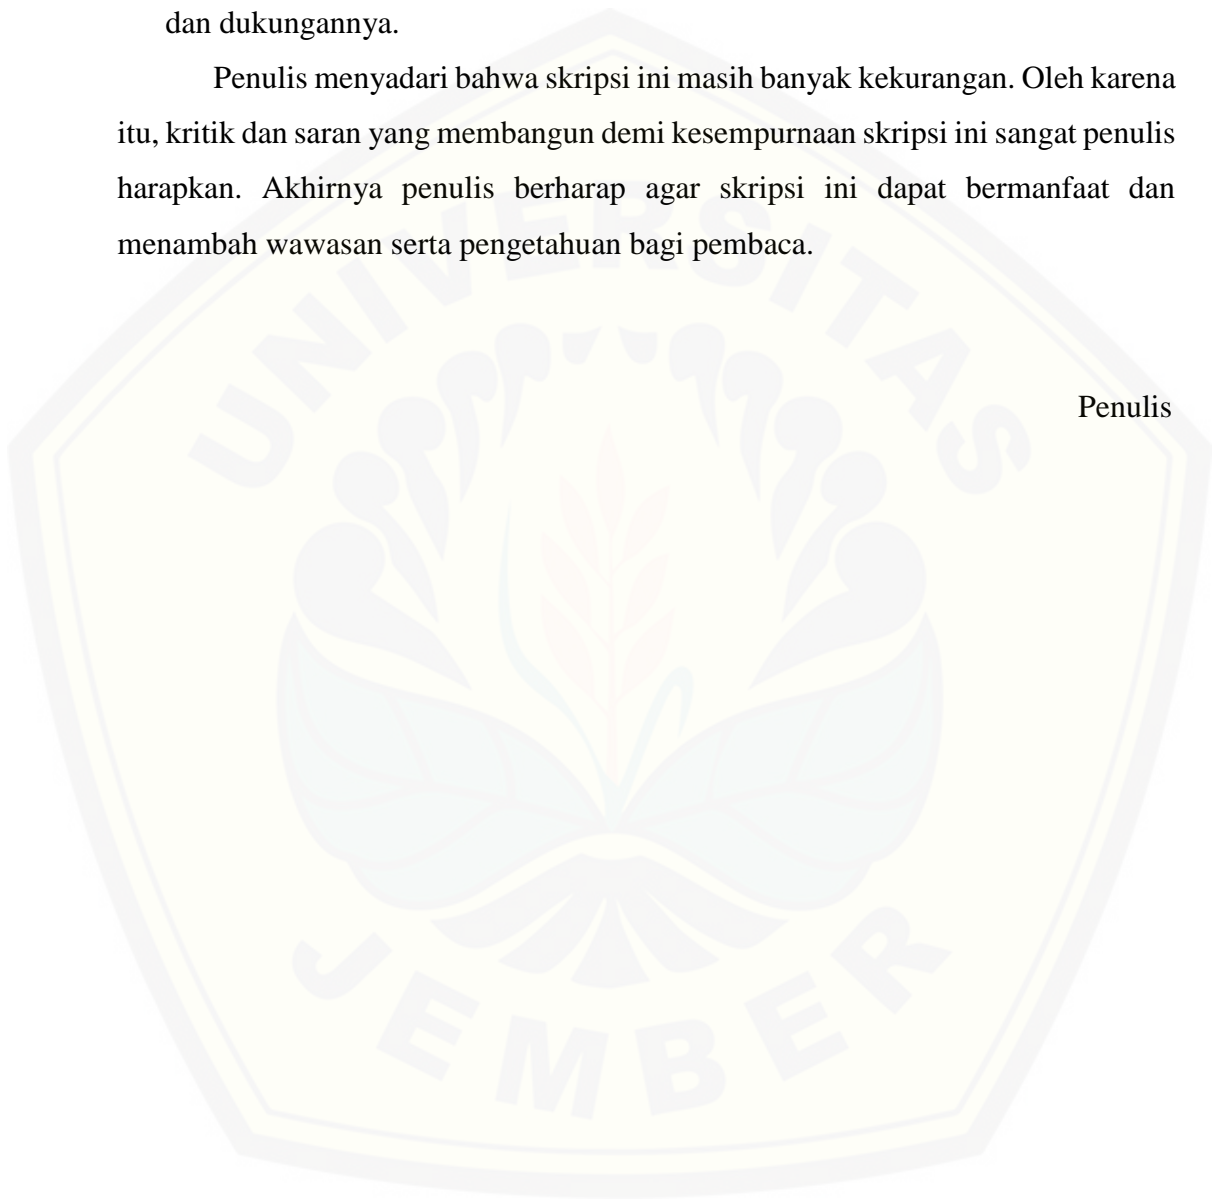 dan dukungannya.
Penulis menyadari bahwa skripsi ini masih banyak kekurangan. Oleh karena
itu, kritik dan saran yang membangun demi kesempurnaan skripsi ini sangat penulis
harapkan. Akhirnya penulis berharap agar skripsi ini dapat bermanfaat dan
menambah wawasan serta pengetahuan bagi pembaca.
UNIVERSITAS
Penulis
JEMBER